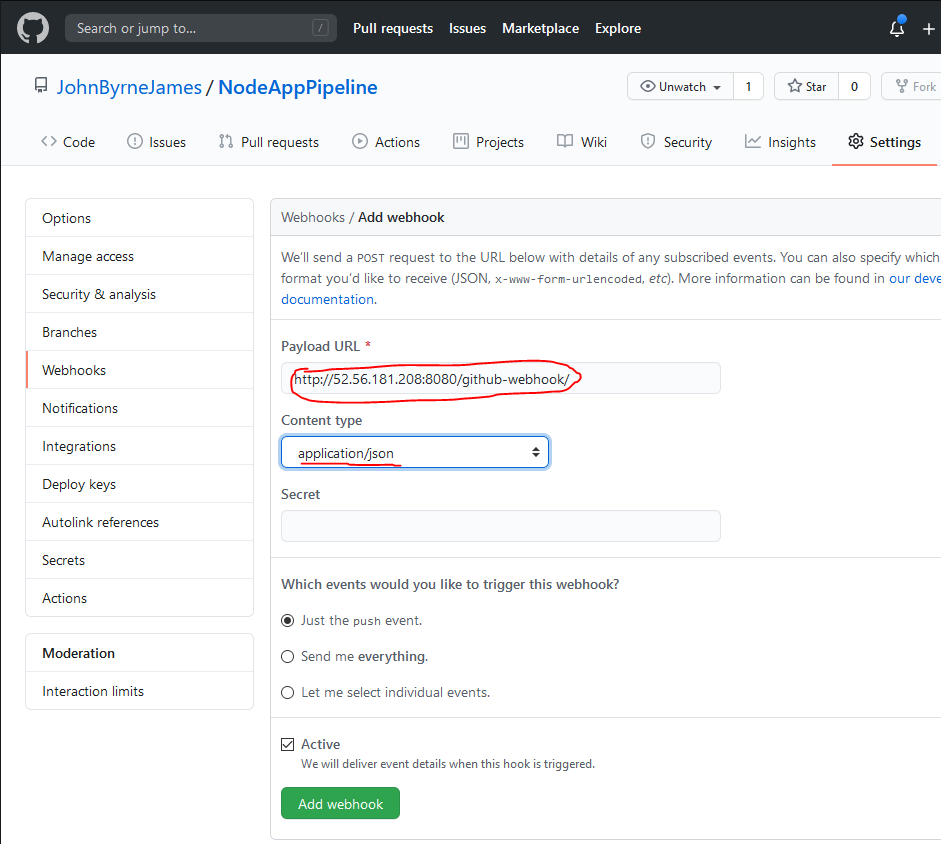 Search or jump to... /
Pull requests Issues Marketplace Explore
JohnByrneJames / NodeAppPipeline
Unwatch 1 Star 0 Fork
Code Issues Pull requests Actions Projects Wiki Security Insights Settings
Options
Manage access
Security & analysis
Branches
Webhooks
Notifications
Integrations
Deploy keys
Autolink references
Secrets
Actions
Moderation
Interaction limits
Webhooks / Add webhook
We'll send a POST request to the URL below with details of any subscribed events. You can also specify which
format you'd like to receive (JSON, x-www-form-urlencoded, etc). More information can be found in our deve
documentation.
Payload URL *
http://52.56.181.208:8080/github-webhook/
Content type
application/json
Secret
Which events would you like to trigger this webhook?
Just the push event.
Send me everything.
Let me select individual events.
Active
We will deliver event details when this hook is triggered.
Add webhook